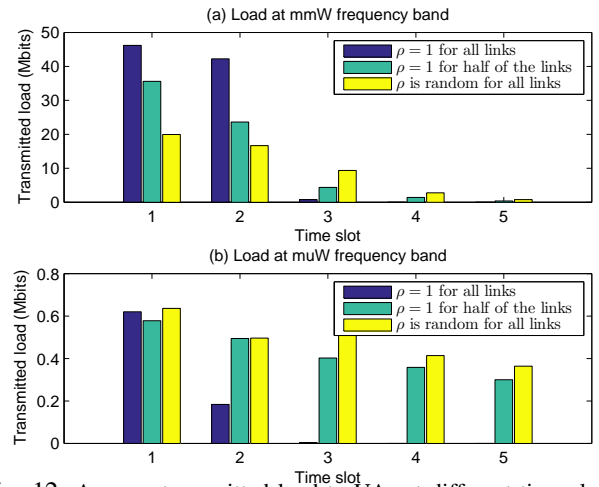 (a) Load at mmW frequency band
Transmitted load (Mbits)
50
40
30
20
10
0
ρ = 1 for all links
ρ = 1 for half of the links
ρ is random for all links
1 2 3 4 5
Time slot
(b) Load at muW frequency band
Transmitted load (Mbits)
0.8
0.6
0.4
0.2
0
ρ = 1 for all links
ρ = 1 for half of the links
ρ is random for all links
1 2 3 4 5
Time slot
12